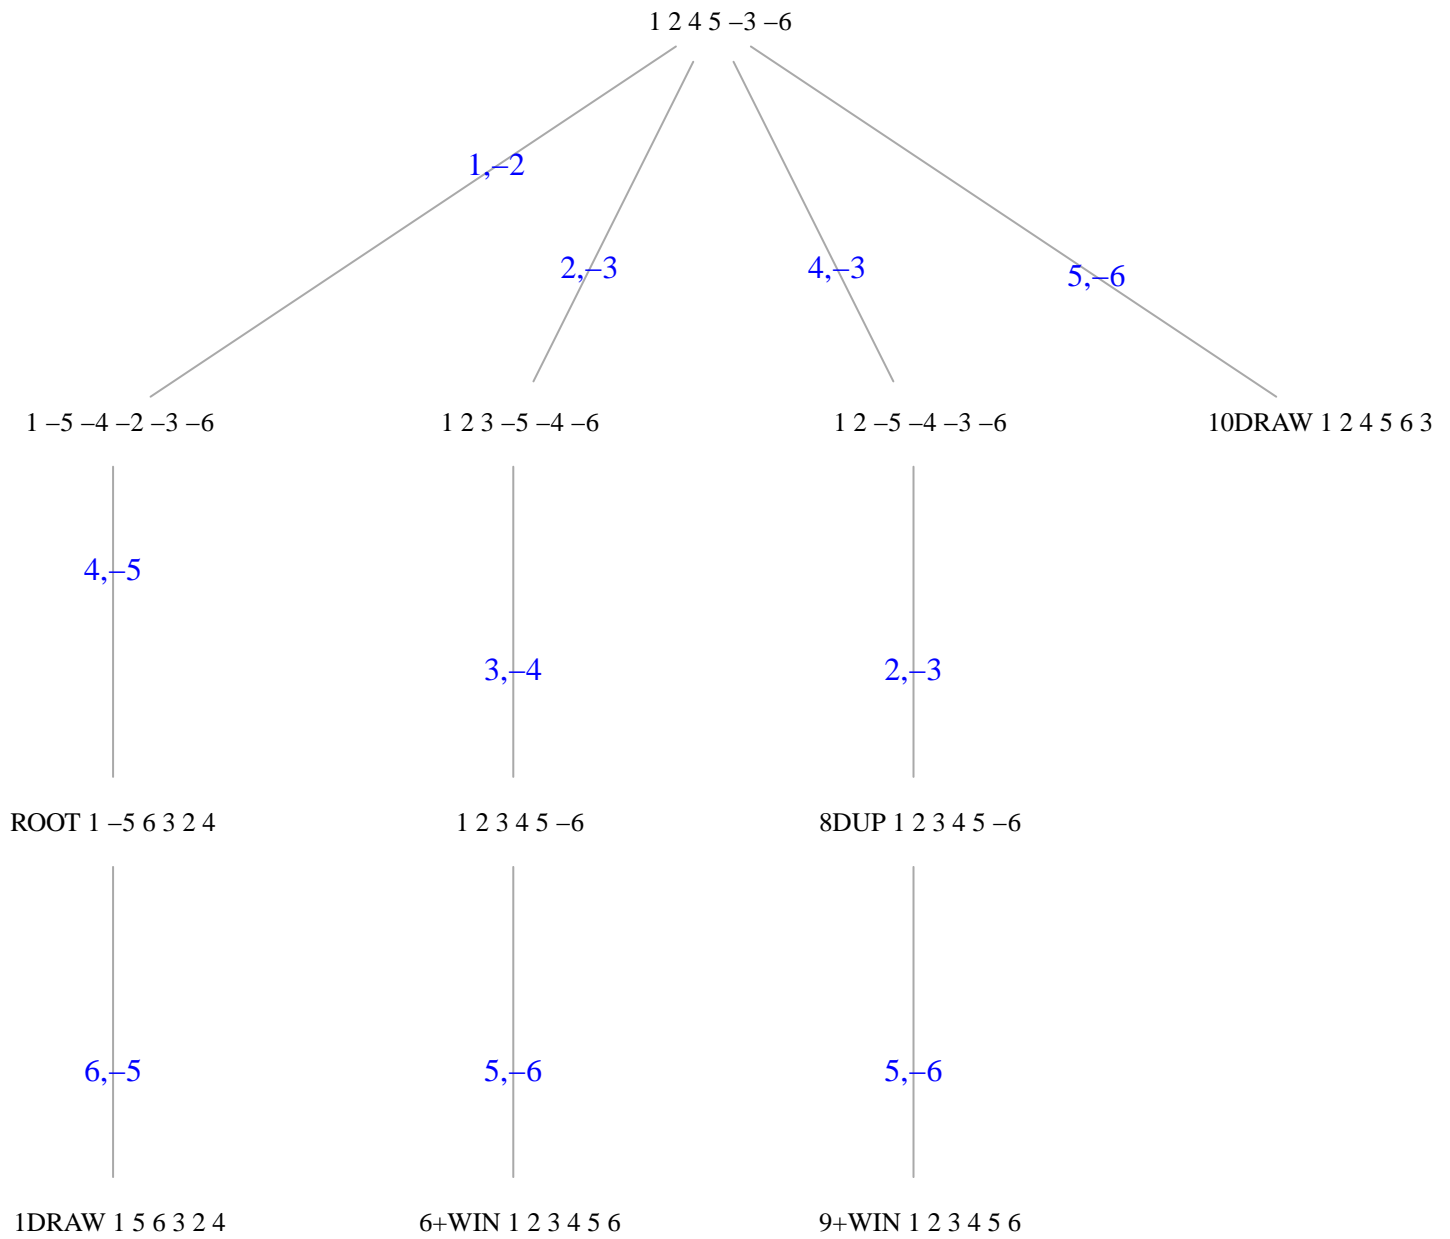 1 2 4 5 –3 –6
1,–2
2,–3
4,–3
5,–6
1 –5 –4 –2 –3 –6
1 2 3 –5 –4 –6
1 2 –5 –4 –3 –6
10DRAW 1 2 4 5 6 3
4,–5
3,–4
2,–3
ROOT 1 –5 6 3 2 4
1 2 3 4 5 –6
8DUP 1 2 3 4 5 –6
6,–5
5,–6
5,–6
1DRAW 1 5 6 3 2 4
6+WIN 1 2 3 4 5 6
9+WIN 1 2 3 4 5 6